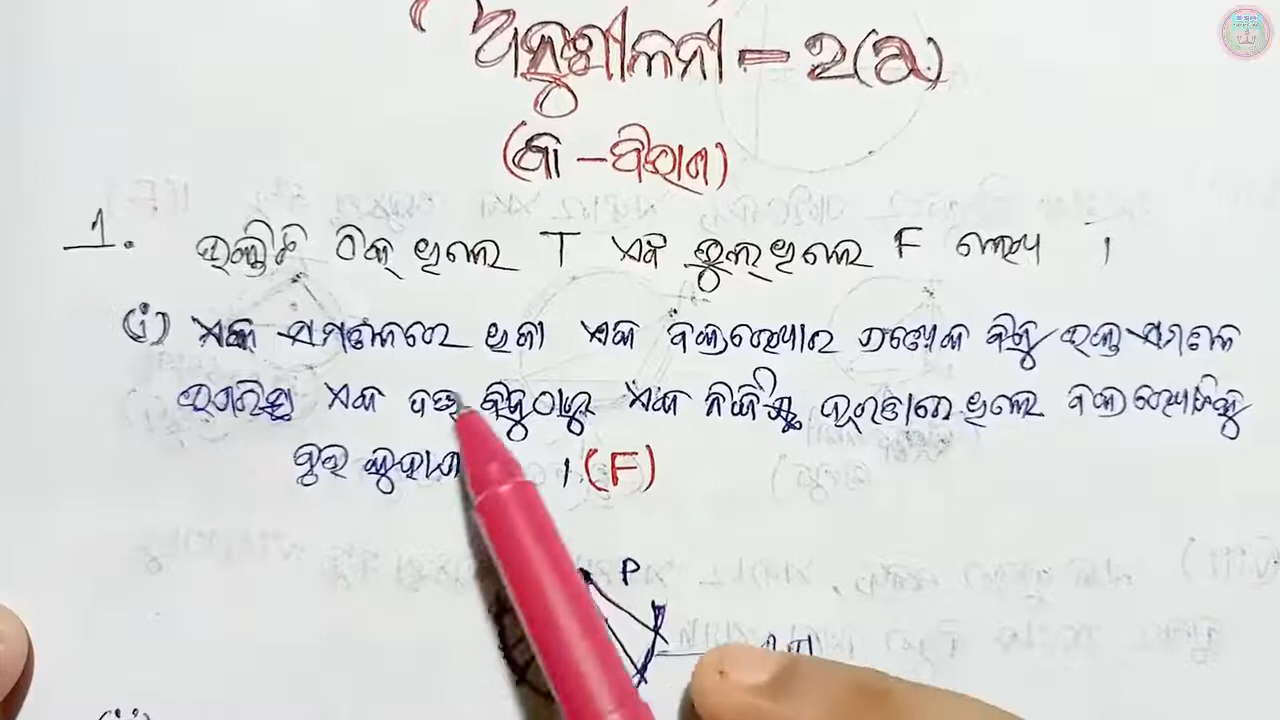 ଅନୁଶୀଳନୀ - ୨(ଖ)
(କ - ବିଭାଗ)
1. ଉକ୍ତିଟି ଠିକ୍ ଥିଲେ T ଏବଂ ଭୁଲ୍ ଥିଲେ F ଲେଖ ।
(i) ଏକ ସମତଳରେ ଥିବା ଏକ ବକ୍ରରେଖାର ପ୍ରତ୍ୟେକ ବିନ୍ଦୁ ଉକ୍ତ ସମତଳ
ଉପରିସ୍ଥ ଏକ ଦତ୍ତ ବିନ୍ଦୁଠାରୁ ଏକ ନିର୍ଦ୍ଦିଷ୍ଟ ଦୂରତାରେ ଥିଲେ ବକ୍ରରେଖାଟିକୁ
ବୃତ୍ତ । (F)
P